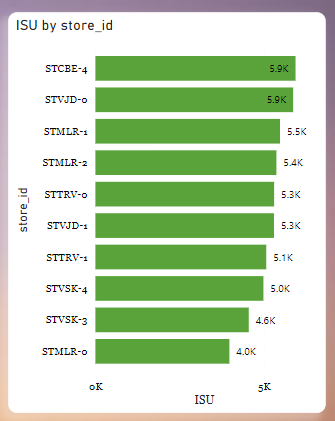 ISU by store_id
STCBE-4 5.9K
STVJD-0 5.9K
STMLR-1 5.5K
STMLR-2 5.4K
STTRV-0 5.3K
STVJD-1 5.3K
STTRV-1 5.1K
STVSK-4 5.0K
STVSK-3 4.6K
STMLR-0 4.0K
store_id
0K 5K
ISU